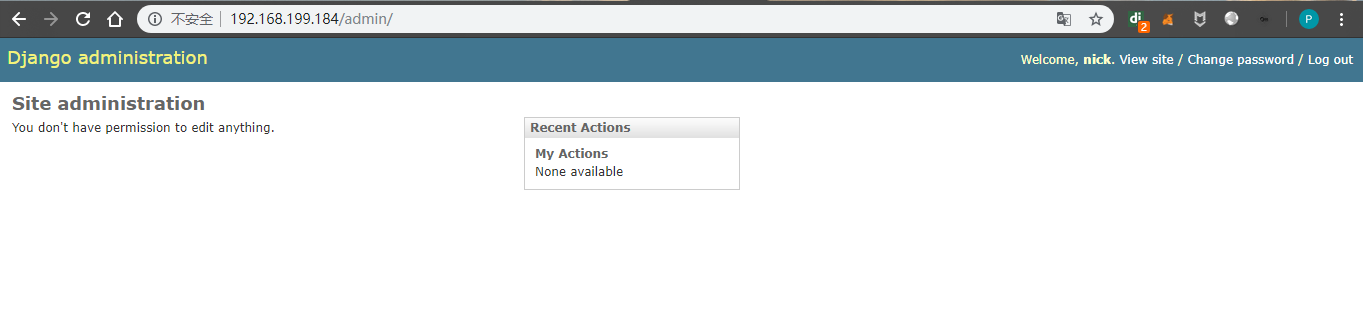 不安全 192.168.199.184/admin/
di
2
P
Django administration
Welcome, nick. View site / Change password / Log out
Site administration
You don't have permission to edit anything.
Recent Actions
My Actions
None available